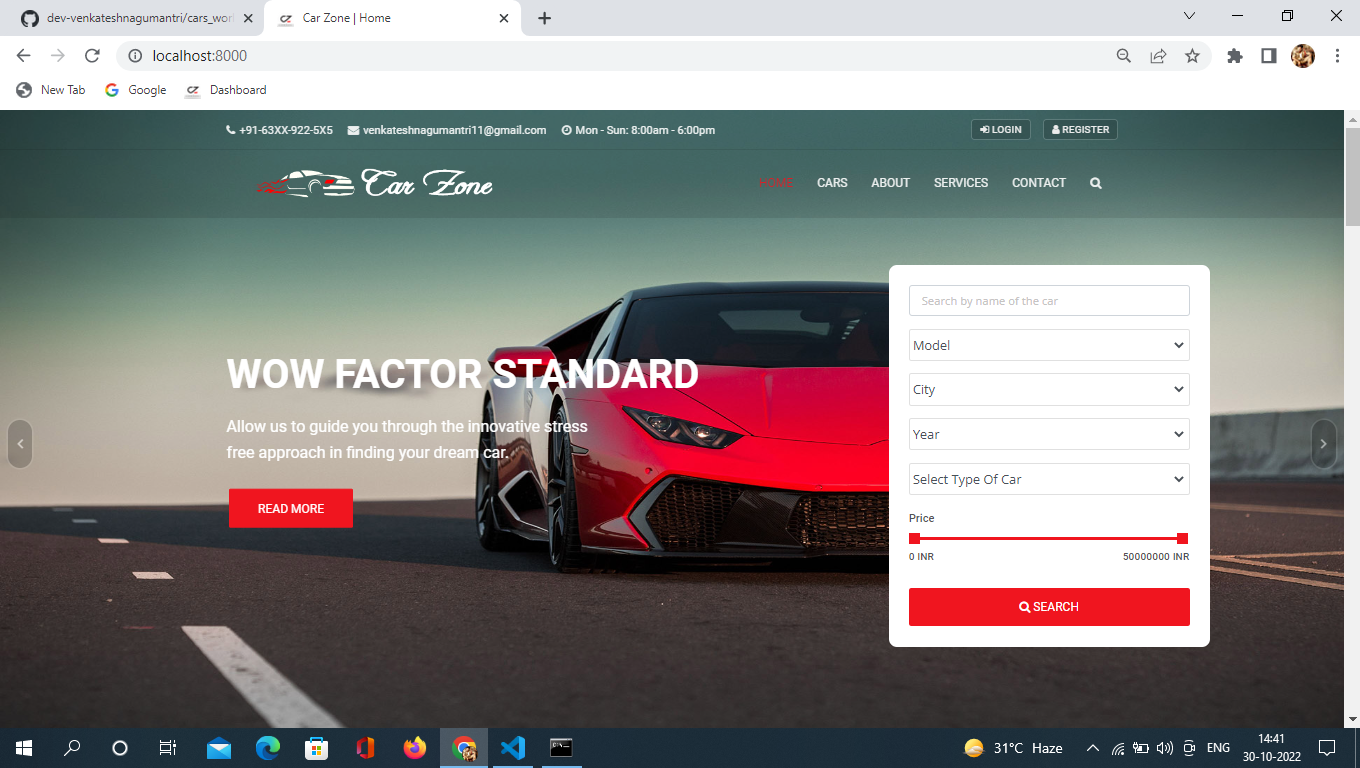 dev-venkateshnagumantri/cars_wor
Car Zone | Home
localhost:8000
New Tab
Google
Dashboard
+91-63XX-922-5X5 venkateshnagumantri11@gmail.com Mon - Sun: 8:00am - 6:00pm
LOGIN
REGISTER
Car Zone
HOME CARS ABOUT SERVICES CONTACT
WOW FACTOR STANDARD
Allow us to guide you through the innovative stress
free approach in finding your dream car.
READ MORE
Search by name of the car
Model
City
Year
Select Type Of Car
Price
0 INR 50000000 INR
SEARCH
31°C Haze
ENG
14:41
30-10-2022